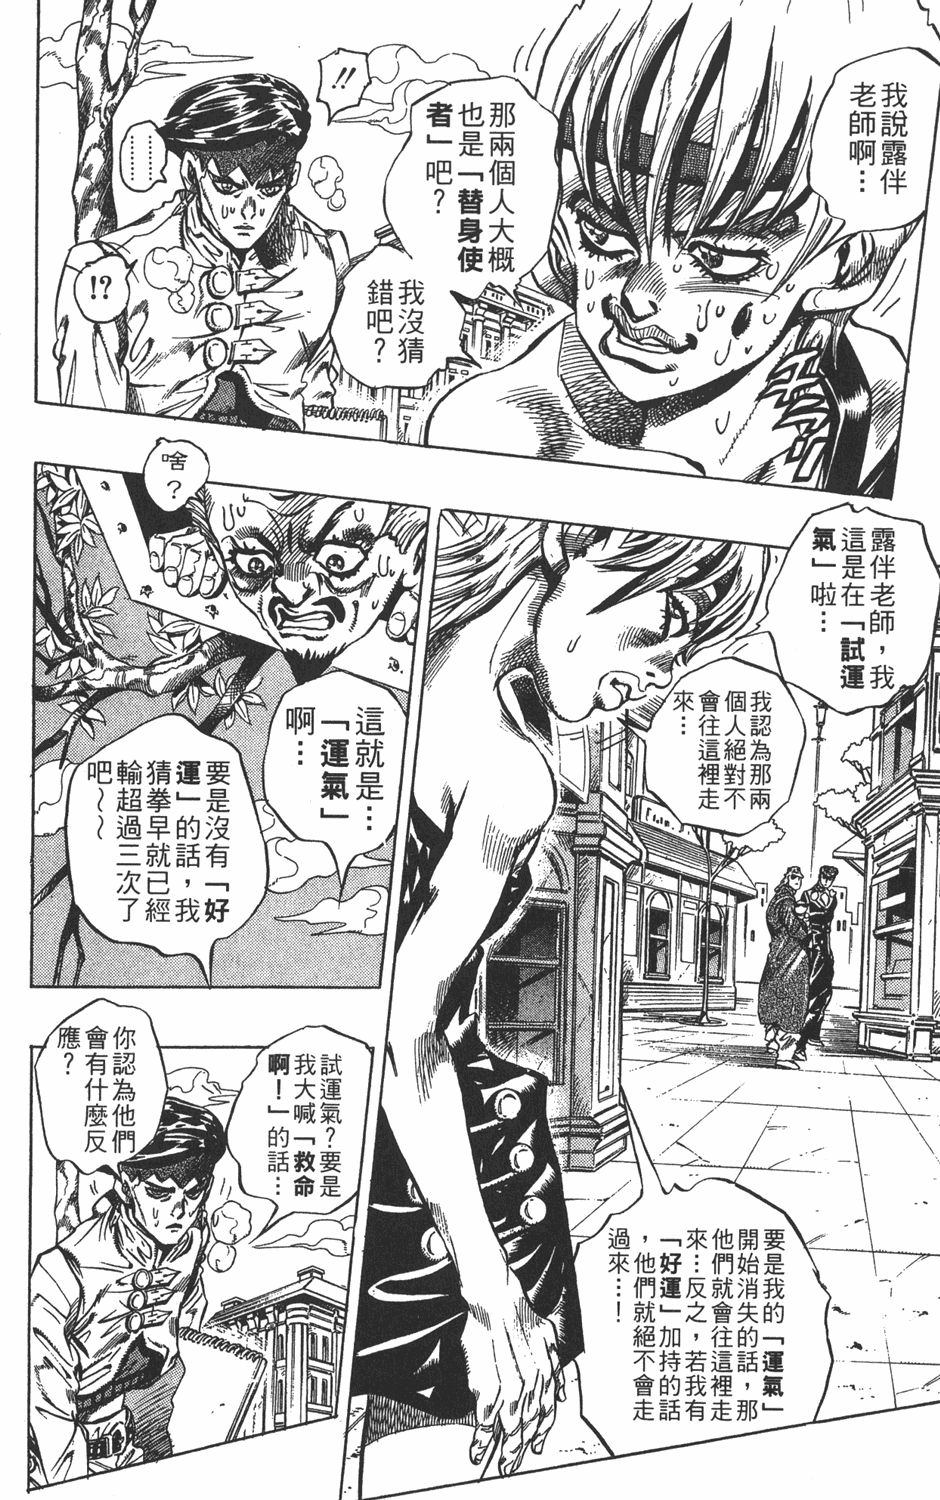 我說露伴
老師啊…
那兩個人大概
也是「替身使
者」吧？
我沒猜
錯吧？
!!
………
………
!?
露伴老師，我
這是在「試運
氣」啦…
我認為那兩
個人絕對不
會往這裡走
來…
要是我的「運氣」
開始消失的話，那
他們就會往這裡走
來…反之，若我有
「好運」加持的話
，他們就絕不會走
過來…！
啥？
這就是…
「運氣」
啊…
要是沒有「好
運」的話，我
猜拳早就已經
輸超過三次了
吧～～
試運氣？要是
我大喊「救命
啊！」的話…
你認為他們
會有什麼反
應？